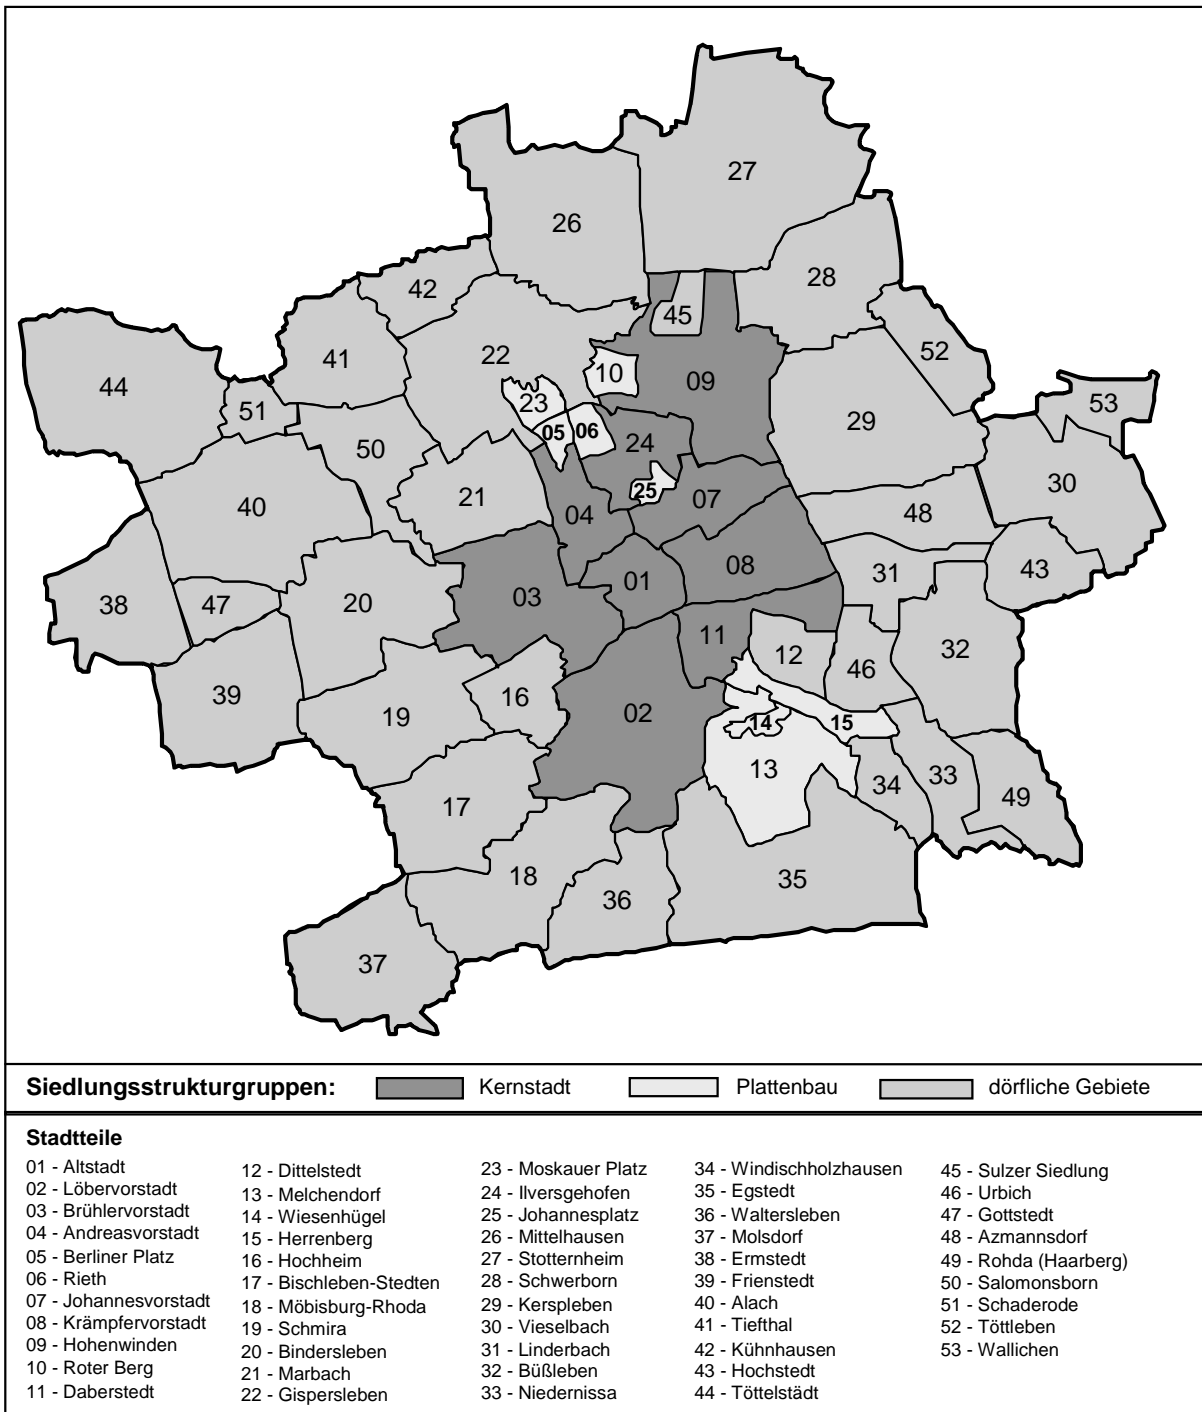 27
26
28
42
45
52
41
22
44
10
09
53
23
51
29
05
06
24
50
30
21
25
07
40
48
04
08
43
31
01
03
38
47
20
11
32
12
46
39
16
02
19
14
15
13
33
34
49
17
18
35
36
37
Siedlungsstrukturgruppen: Kernstadt Plattenbau dörfliche Gebiete
Stadtteile
01 - Altstadt
02 - Löbervorstadt
03 - Brühlervorstadt
04 - Andreasvorstadt
05 - Berliner Platz
06 - Rieth
07 - Johannesvorstadt
08 - Krämpfervorstadt
09 - Hohenwinden
10 - Roter Berg
11 - Daberstedt
12 - Dittelstedt
13 - Melchendorf
14 - Wiesenhügel
15 - Herrenberg
16 - Hochheim
17 - Bischleben-Stedten
18 - Möbisburg-Rhoda
19 - Schmira
20 - Bindersleben
21 - Marbach
22 - Gispersleben
23 - Moskauer Platz
24 - Ilversgehofen
25 - Johannesplatz
26 - Mittelhausen
27 - Stotternheim
28 - Schwerborn
29 - Kerspleben
30 - Vieselbach
31 - Linderbach
32 - Büßleben
33 - Niedernissa
34 - Windischholzhausen
35 - Egstedt
36 - Waltersleben
37 - Molsdorf
38 - Ermstedt
39 - Frienstedt
40 - Alach
41 - Tiefthal
42 - Kühnhausen
43 - Hochstedt
44 - Töttelstädt
45 - Sulzer Siedlung
46 - Urbich
47 - Gottstedt
48 - Azmannsdorf
49 - Rohda (Haarberg)
50 - Salomonsborn
51 - Schaderode
52 - Töttleben
53 - Wallichen